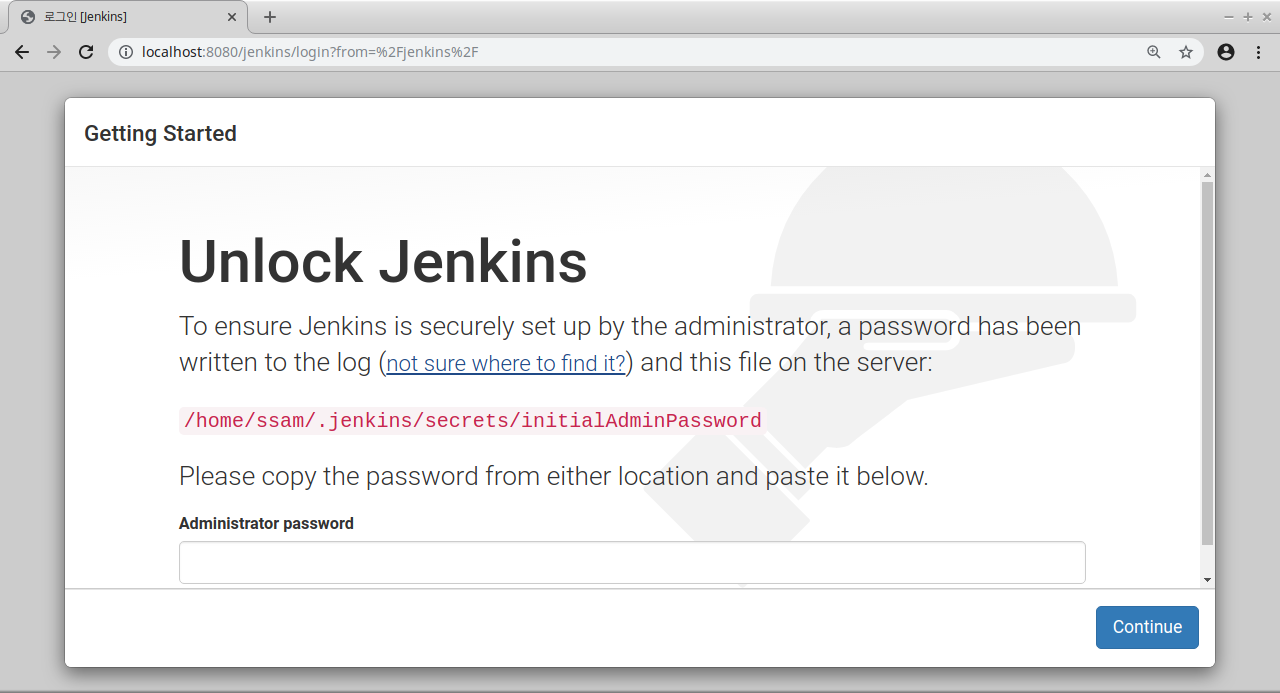 로그인 [Jenkins]
localhost:8080/jenkins/login?from=%2Fjenkins%2F
Getting Started
Unlock Jenkins
To ensure Jenkins is securely set up by the administrator, a password has been
written to the log (not sure where to find it?) and this file on the server:
/home/ssam/.jenkins/secrets/initialAdminPassword
Please copy the password from either location and paste it below.
Administrator password
Continue